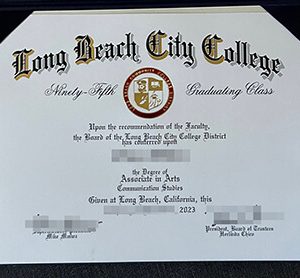 Long Beach City College
Ninety-Fifth Graduating Class
Upon the recommendation of the Faculty,
the Board of the Long Beach City College District
has conferred upon
the Degree of
Associate in Arts
Communication Studies
Given at Long Beach, California, this
2023
President, Board of Trustees